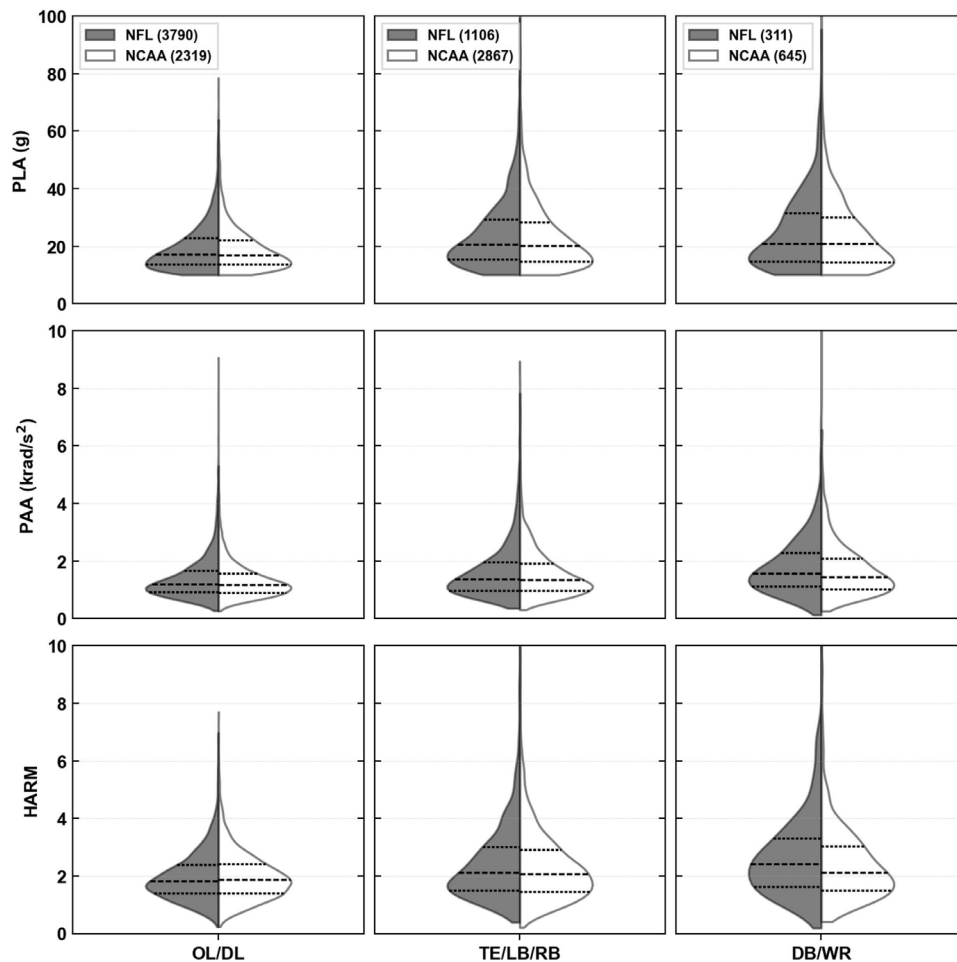 NFL (3790)
NCAA (2319)
NFL (1106)
NCAA (2867)
NFL (311)
NCAA (645)
100
80
60
40
20
0
PLA (g)
10
8
6
4
2
0
PAA (krad/s²)
10
8
6
4
2
0
HARM
OL/DL
TE/LB/RB
DB/WR